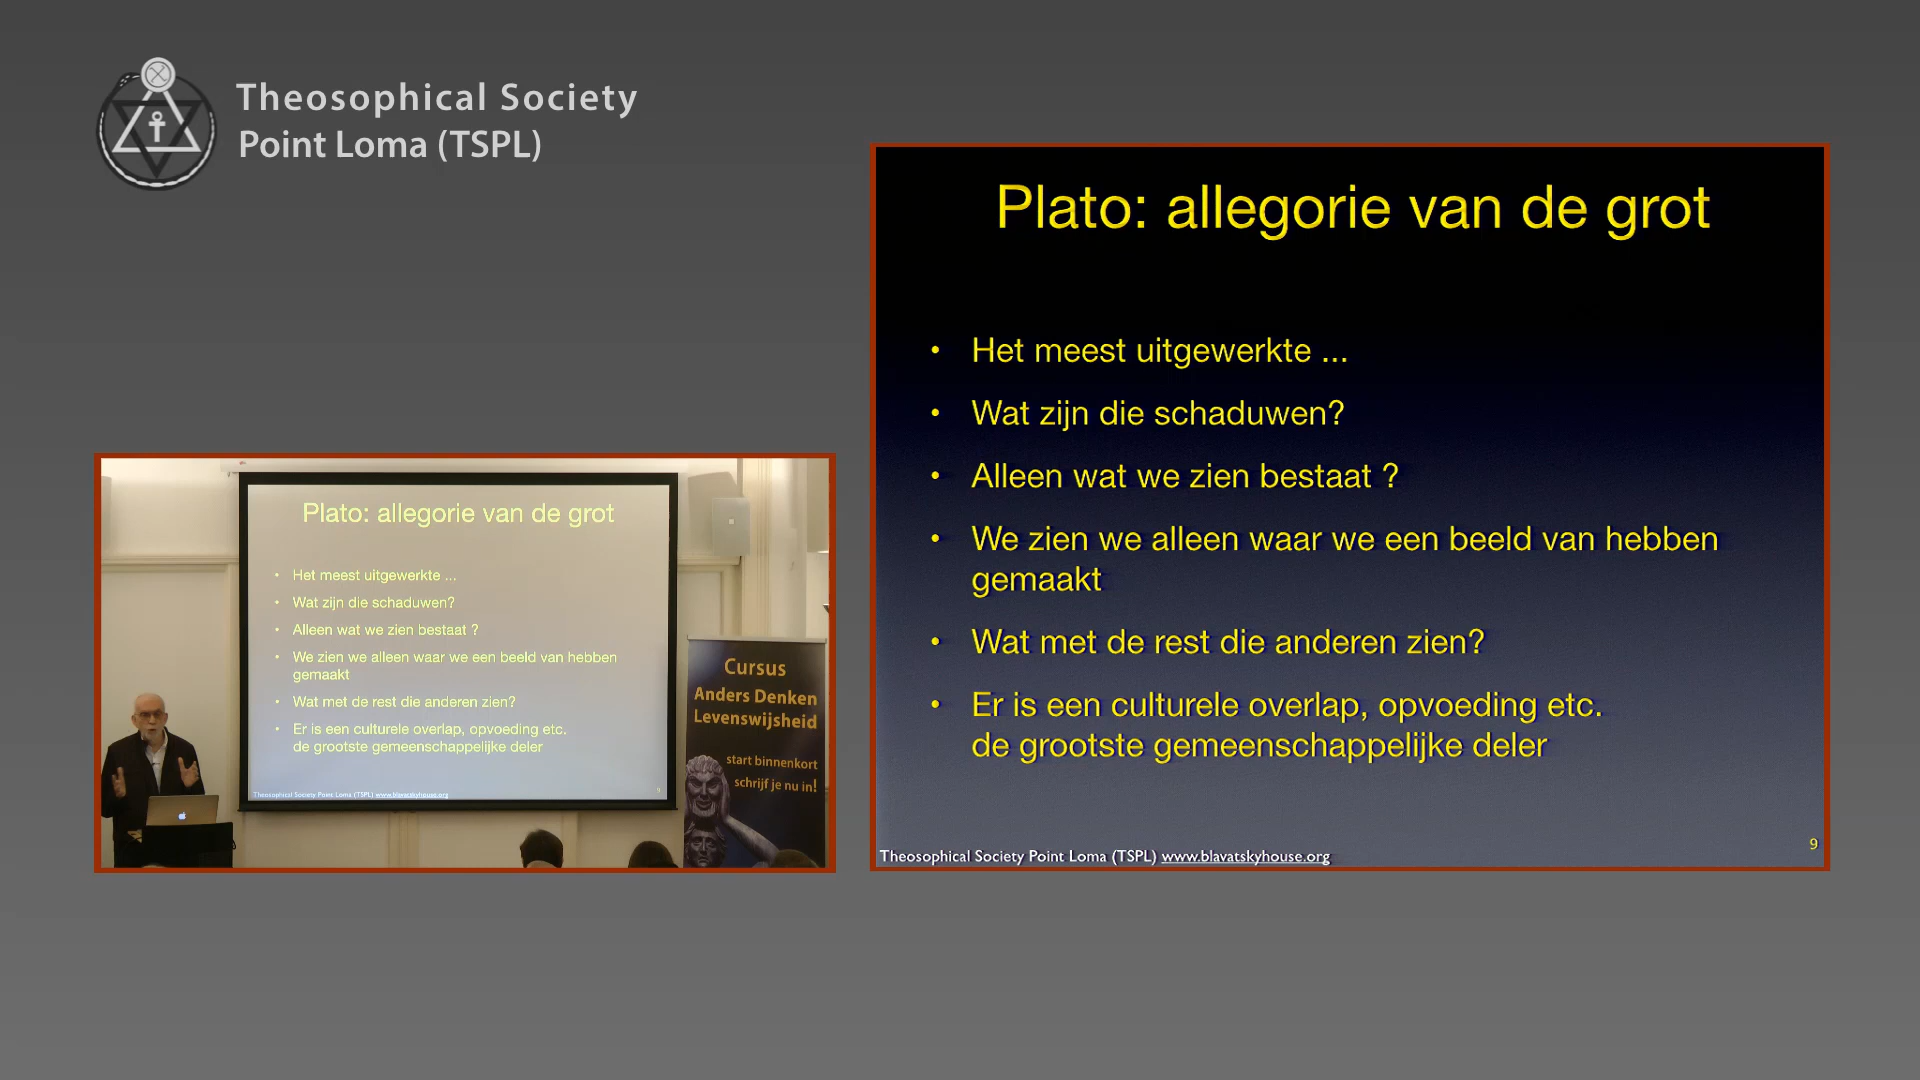 Theosophical Society
Point Loma (TSPL)
Plato: allegorie van de grot
• Het meest uitgewerkte ...
• Wat zijn die schaduwen?
• Alleen wat we zien bestaat ?
• We zien we alleen waar we een beeld van hebben
gemaakt
• Wat met de rest die anderen zien?
• Er is een culturele overlap, opvoeding etc.
de grootste gemeenschappelijke deler
Theosophical Society Point Loma (TSPL) www.blavatskyhouse.org
9
Plato: allegorie van de grot
• Het meest uitgewerkte ...
• Wat zijn die schaduwen?
• Alleen wat we zien bestaat ?
• We zien we alleen waar we een beeld van hebben
gemaakt
• Wat met de rest die anderen zien?
• Er is een culturele overlap, opvoeding etc.
de grootste gemeenschappelijke deler
Theosophical Society Point Loma (TSPL) www.blavatskyhouse.org
9
Cursus
Anders Denken
Levenswijsheid
start binnenkort
schrijf je nu in!